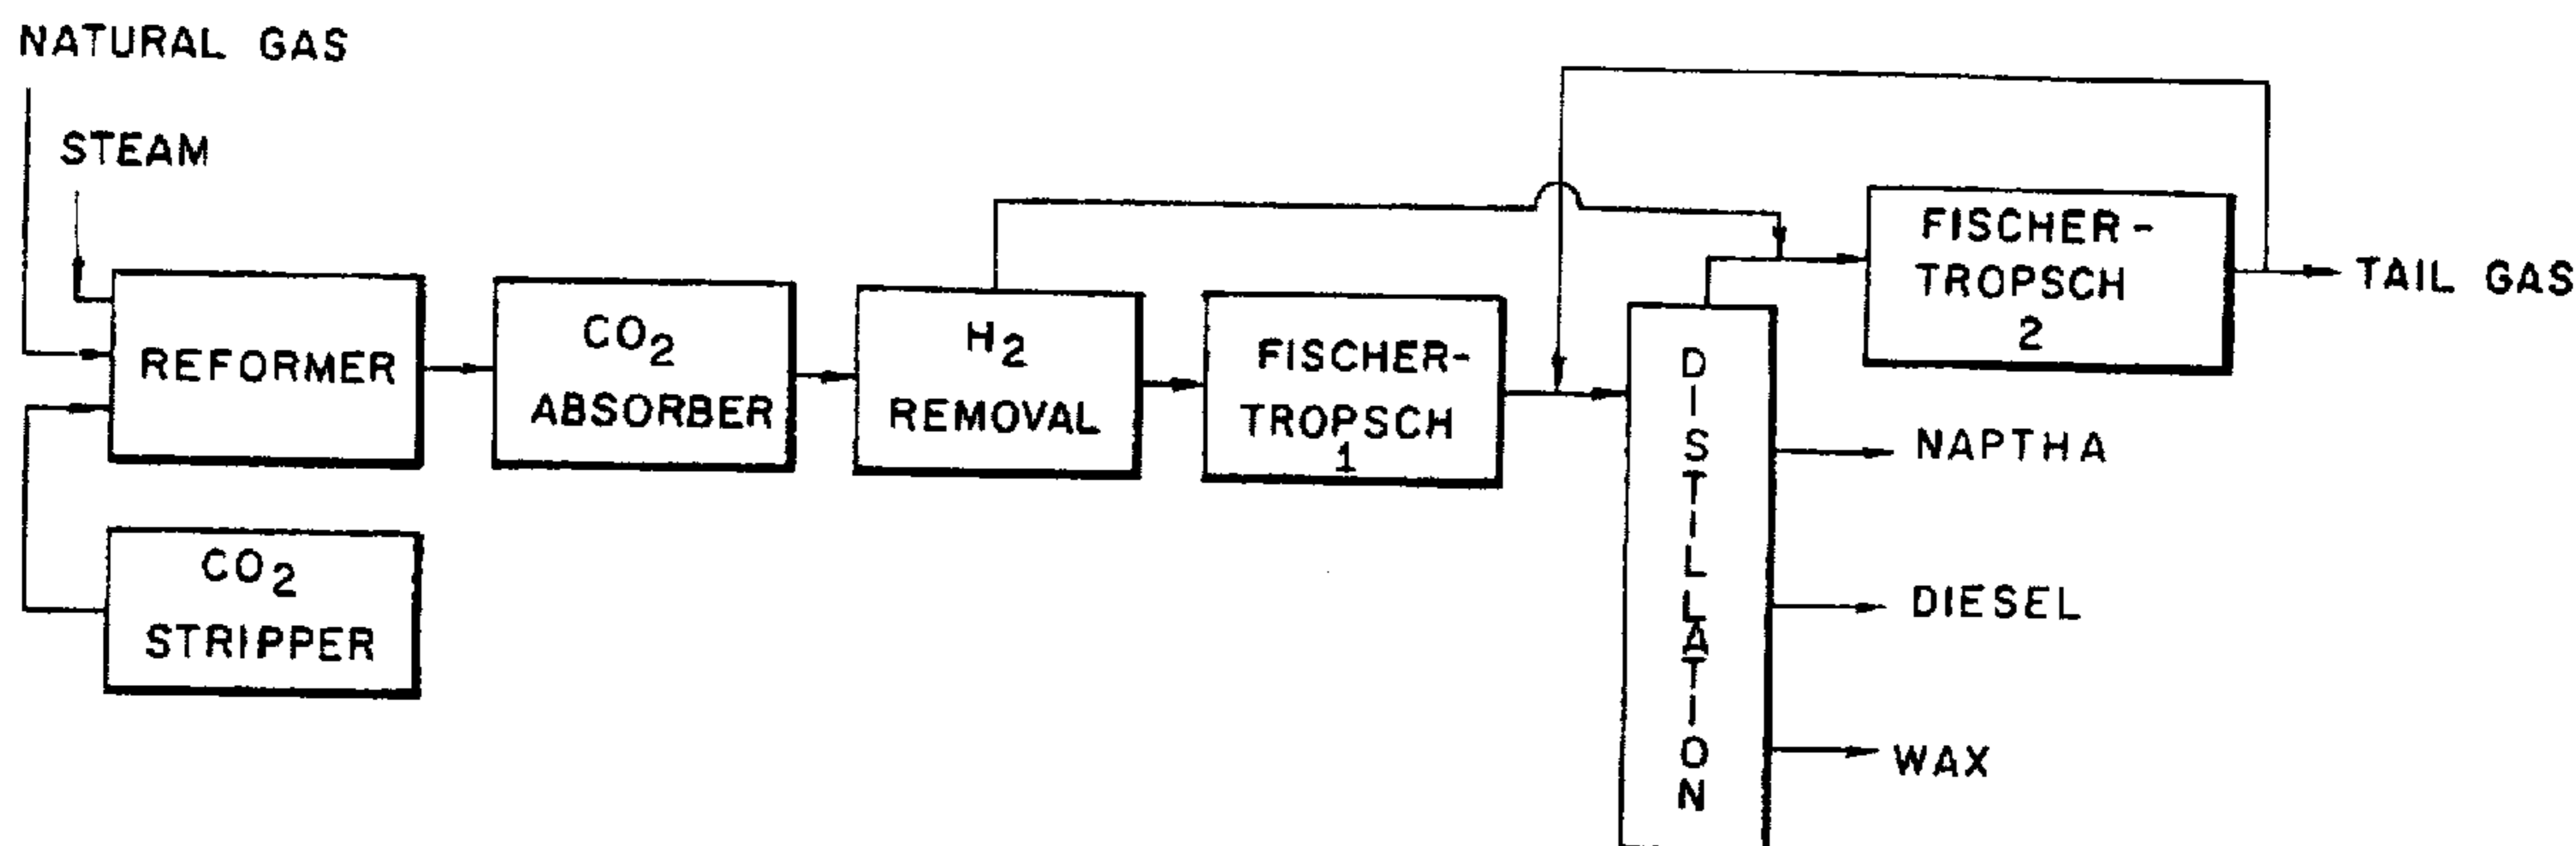 NATURAL GAS
STEAM
REFORMER
CO2
STRIPPER
CO2
ABSORBER
H2
REMOVAL
FISCHER-
TROPSCH
1
DISTILLATION
FISCHER-
TROPSCH
2
TAIL GAS
NAPTHA
DIESEL
WAX